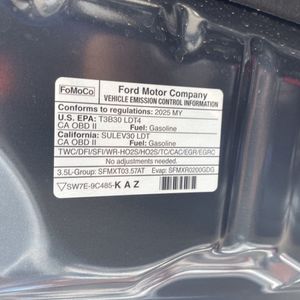 FoMoCo
Ford Motor Company
VEHICLE EMISSION CONTROL INFORMATION
Conforms to regulations: 2025 MY
U.S. EPA: T3B30 LDT4
CA OBD II Fuel: Gasoline
California: SULEV30 LDT
CA OBD II Fuel: Gasoline
TWC/DFI/SFI/WR-HO2S/HO2S/TC/CAC/EGR/EGRC
No adjustments needed.
3.5L-Group: SFMXT03.57AT Evap: SFMXR0200GDG
SW7E-9C485-KAZ